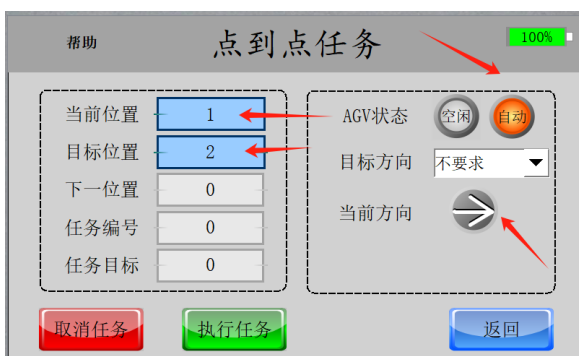 帮助
点到点任务
100%
当前位置 1
目标位置 2
下一位置 0
任务编号 0
任务目标 0
AGV状态 空闲 自动
目标方向 不要求
当前方向
取消任务
执行任务
返回